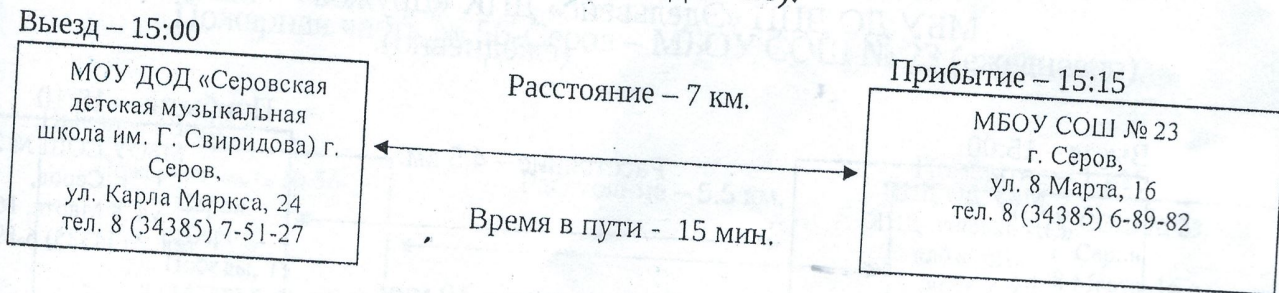 Выезд – 15:00
МОУ ДОД «Серовская
детская музыкальная
школа им. Г. Свиридова) г.
Серов,
ул. Карла Маркса, 24
тел. 8 (34385) 7-51-27
Расстояние – 7 км.
Время в пути - 15 мин.
Прибытие – 15:15
МБОУ СОШ № 23
г. Серов,
ул. 8 Марта, 16
тел. 8 (34385) 6-89-82